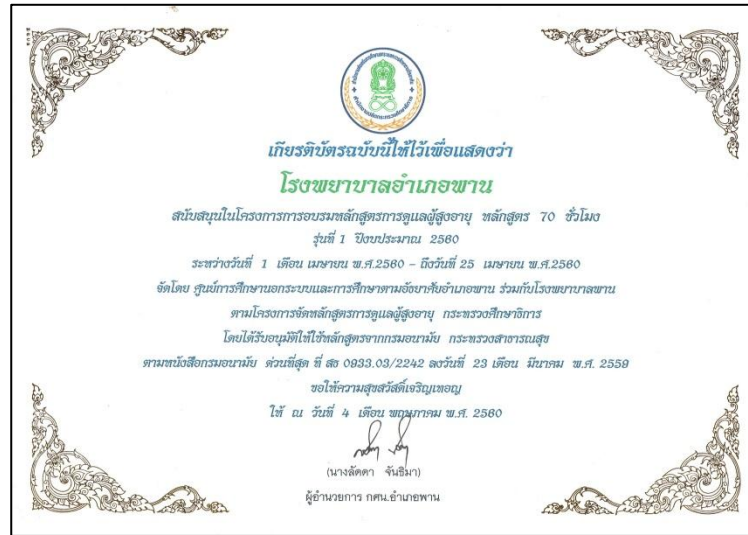 เกียรติบัตรฉบับนี้ให้ไว้เพื่อแสดงว่า
โรงพยาบาลอำเภอพาน
สนับสนุนในโครงการการอบรมหลักสูตรการดูแลผู้สูงอายุ หลักสูตร 70 ชั่วโมง
รุ่นที่ 1 ปีงบประมาณ 2560
ระหว่างวันที่ 1 เดือน เมษายน พ.ศ.2560 – ถึงวันที่ 25 เมษายน พ.ศ.2560
จัดโดย ศูนย์การศึกษานอกระบบและการศึกษาตามอัธยาศัยอำเภอพาน ร่วมกับโรงพยาบาลพาน
ตามโครงการจัดหลักสูตรการดูแลผู้สูงอายุ กระทรวงศึกษาธิการ
โดยได้รับอนุมัติให้ใช้หลักสูตรจากกรมอนามัย กระทรวงสาธารณสุข
ตามหนังสือกรมอนามัย ด่วนที่สุด ที่ สธ 0933.03/2242 ลงวันที่ 23 เดือน มีนาคม พ.ศ. 2559
ขอให้ความสุขสวัสดิ์เจริญเทอญ
ให้ ณ วันที่ 4 เดือน พฤษภาคม พ.ศ. 2560
(นางลัดดา จันธิมา)
ผู้อำนวยการ กศน.อำเภอพาน